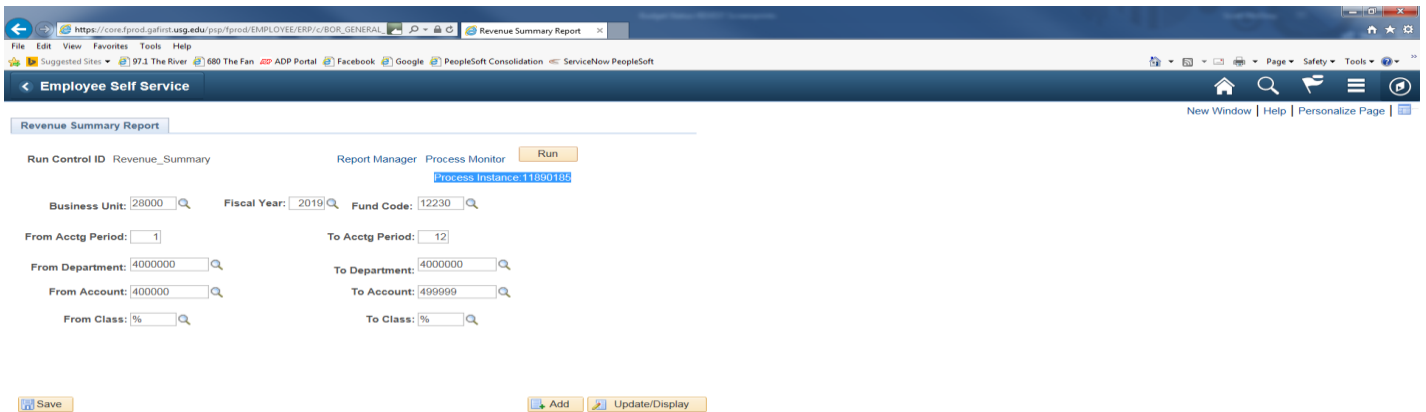 https://core.fprod.gafirst.usg.edu/psp/fprod/EMPLOYEE/ERP/c/BOR_GENERAL_ Revenue Summary Report
File Edit View Favorites Tools Help
Suggested Sites 97.1 The River 680 The Fan ADP Portal Facebook Google PeopleSoft Consolidation ServiceNow PeopleSoft Page Safety Tools
Employee Self Service
New Window | Help | Personalize Page |
Revenue Summary Report
Run Control ID Revenue_Summary Report Manager Process Monitor Run
Process Instance:11890185
Business Unit: 28000 Fiscal Year: 2019 Fund Code: 12230
From Acctg Period: 1 To Acctg Period: 12
From Department: 4000000 To Department: 4000000
From Account: 400000 To Account: 499999
From Class: % To Class: %
Save Add Update/Display